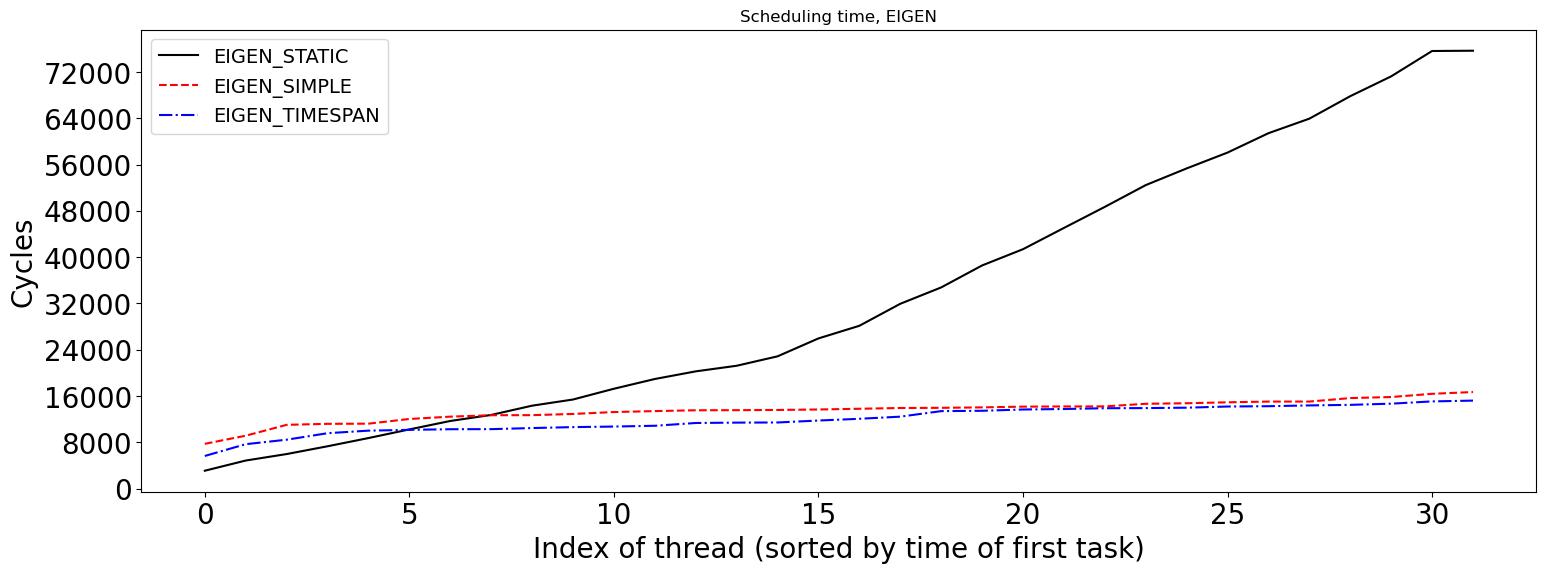 Scheduling time, EIGEN
EIGEN_STATIC
EIGEN_SIMPLE
EIGEN_TIMESPAN
72000
64000
56000
48000
40000
32000
24000
16000
8000
0
Cycles
0 5 10 15 20 25 30
Index of thread (sorted by time of first task)